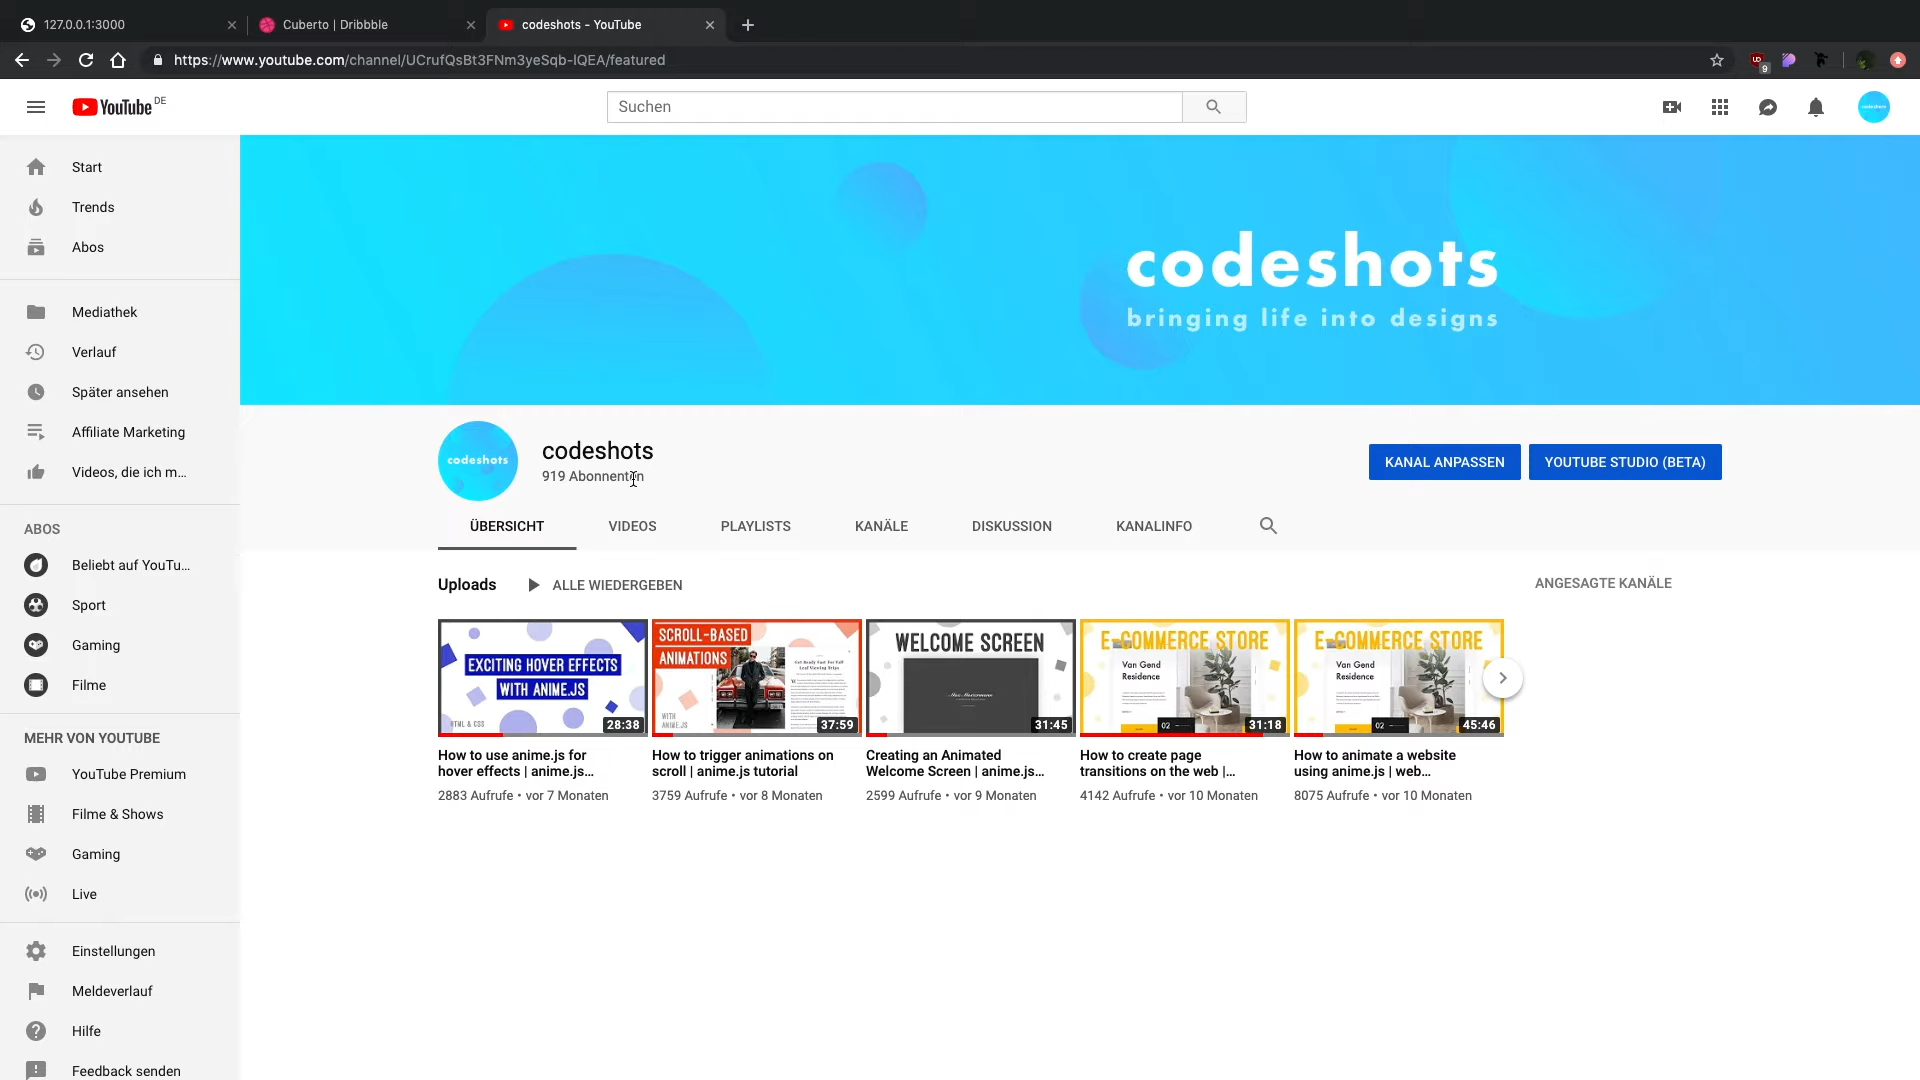 127.0.0.1:3000
Cuberto | Dribbble
codeshots - YouTube
https://www.youtube.com/channel/UCrufQsBt3FNm3yeSqb-IQEA/featured
9
YouTube DE
Suchen
Start
Trends
Abos
Mediathek
Verlauf
Später ansehen
Affiliate Marketing
Videos, die ich m...
ABOS
Beliebt auf YouTu...
Sport
Gaming
Filme
MEHR VON YOUTUBE
YouTube Premium
Filme & Shows
Gaming
Live
Einstellungen
Meldeverlauf
Hilfe
Feedback senden
codeshots
bringing life into designs
codeshots
codeshots
919 Abonnenten
KANAL ANPASSEN
YOUTUBE STUDIO (BETA)
ÜBERSICHT
VIDEOS
PLAYLISTS
KANÄLE
DISKUSSION
KANALINFO
Uploads
ALLE WIEDERGEBEN
ANGESAGTE KANÄLE
EXCITING HOVER EFFECTS
WITH ANIME.JS
HTML & CSS
28:38
How to use anime.js for
hover effects | anime.js...
2883 Aufrufe • vor 7 Monaten
SCROLL-BASED
ANIMATIONS
WITH
ANIME.JS
37:59
How to trigger animations on
scroll | anime.js tutorial
3759 Aufrufe • vor 8 Monaten
WELCOME SCREEN
31:45
Creating an Animated
Welcome Screen | anime.js...
2599 Aufrufe • vor 9 Monaten
E-COMMERCE STORE
Van Gend
Residence
02
31:18
How to create page
transitions on the web |...
4142 Aufrufe • vor 10 Monaten
E-COMMERCE STORE
Van Gend
Residence
02
45:46
How to animate a website
using anime.js | web...
8075 Aufrufe • vor 10 Monaten